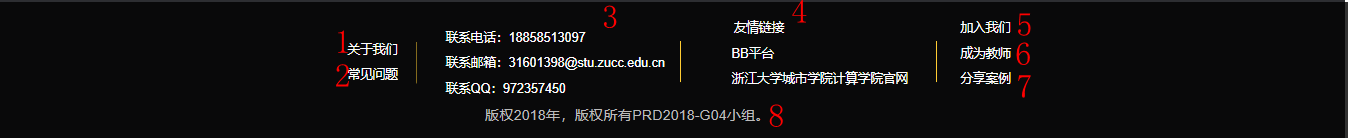 1 关于我们
2 常见问题
3
联系电话：18858513097
联系邮箱：31601398@stu.zucc.edu.cn
联系QQ：972357450
4
友情链接
BB平台
浙江大学城市学院计算学院官网
加入我们 5
成为教师 6
分享案例 7
版权2018年，版权所有PRD2018-G04小组。 8